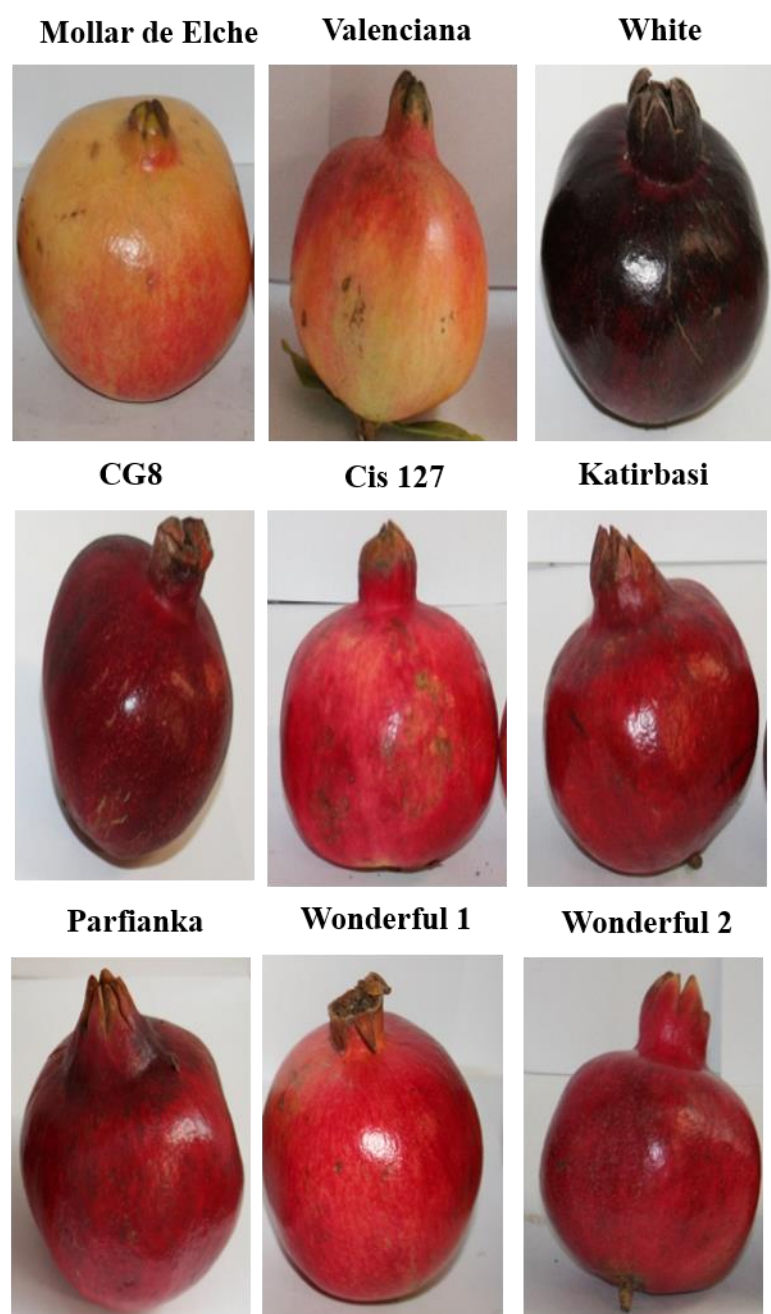 Mollar de Elche
Valenciana
White
CG8
Cis 127
Katirbasi
Parfianka
Wonderful 1
Wonderful 2